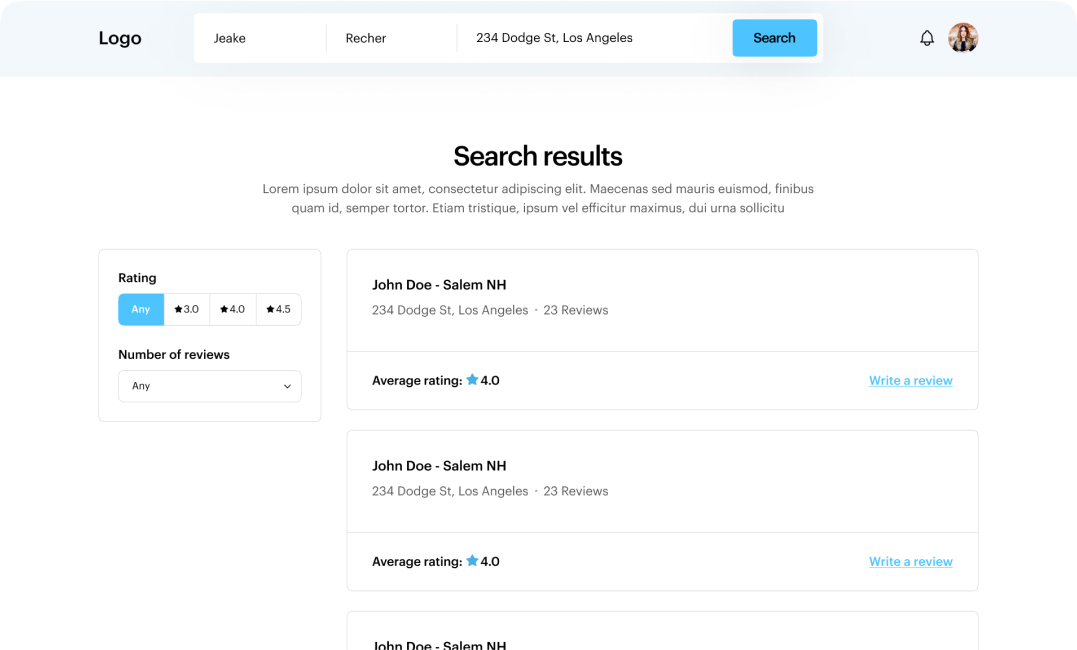 Logo
Jeake
Recher
234 Dodge St, Los Angeles
Search
Search results
Lorem ipsum dolor sit amet, consectetur adipiscing elit. Maecenas sed mauris euismod, finibus
quam id, semper tortor. Etiam tristique, ipsum vel efficitur maximus, dui urna sollicitu
Rating
Any ★3.0 ★4.0 ★4.5
Number of reviews
Any
John Doe - Salem NH
234 Dodge St, Los Angeles · 23 Reviews
Average rating: ★ 4.0
Write a review
John Doe - Salem NH
234 Dodge St, Los Angeles · 23 Reviews
Average rating: ★ 4.0
Write a review
John Doe - Salem NH